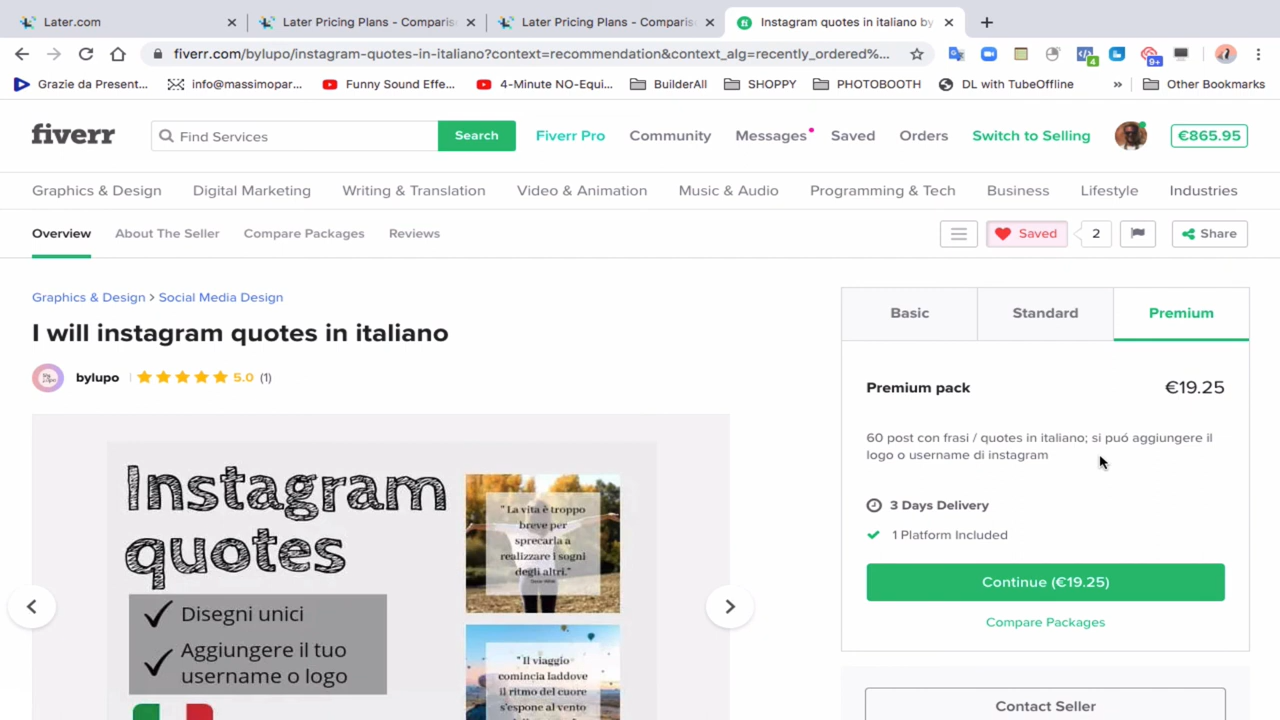 Later.com
Later Pricing Plans - Comparis
Later Pricing Plans - Comparis
Instagram quotes in italiano by
fiverr.com/bylupo/instagram-quotes-in-italiano?context=recommendation&context_alg=recently_ordered%...
4
9+
Grazie da Present...
info@massimopar...
Funny Sound Effe...
4-Minute NO-Equi...
BuilderAll
SHOPPY
PHOTOBOOTH
DL with TubeOffline
»
Other Bookmarks
fiverr
Find Services
Search
Fiverr Pro
Community
Messages
Saved
Orders
Switch to Selling
€865.95
Graphics & Design
Digital Marketing
Writing & Translation
Video & Animation
Music & Audio
Programming & Tech
Business
Lifestyle
Industries
Overview
About The Seller
Compare Packages
Reviews
Saved
2
Share
Graphics & Design > Social Media Design
I will instagram quotes in italiano
bylupo
5.0 (1)
Instagram
quotes
Disegni unici
Aggiungere il tuo
username o logo
"La vita è troppo
breve per
sprecarla a
realizzare i sogni
degli altri."
"Il viaggio
comincia laddove
il ritmo del cuore
s'espone al vento
Basic
Standard
Premium
Premium pack
€19.25
60 post con frasi / quotes in italiano; si puó aggiungere il
logo o username di instagram
3 Days Delivery
1 Platform Included
Continue (€19.25)
Compare Packages
Contact Seller